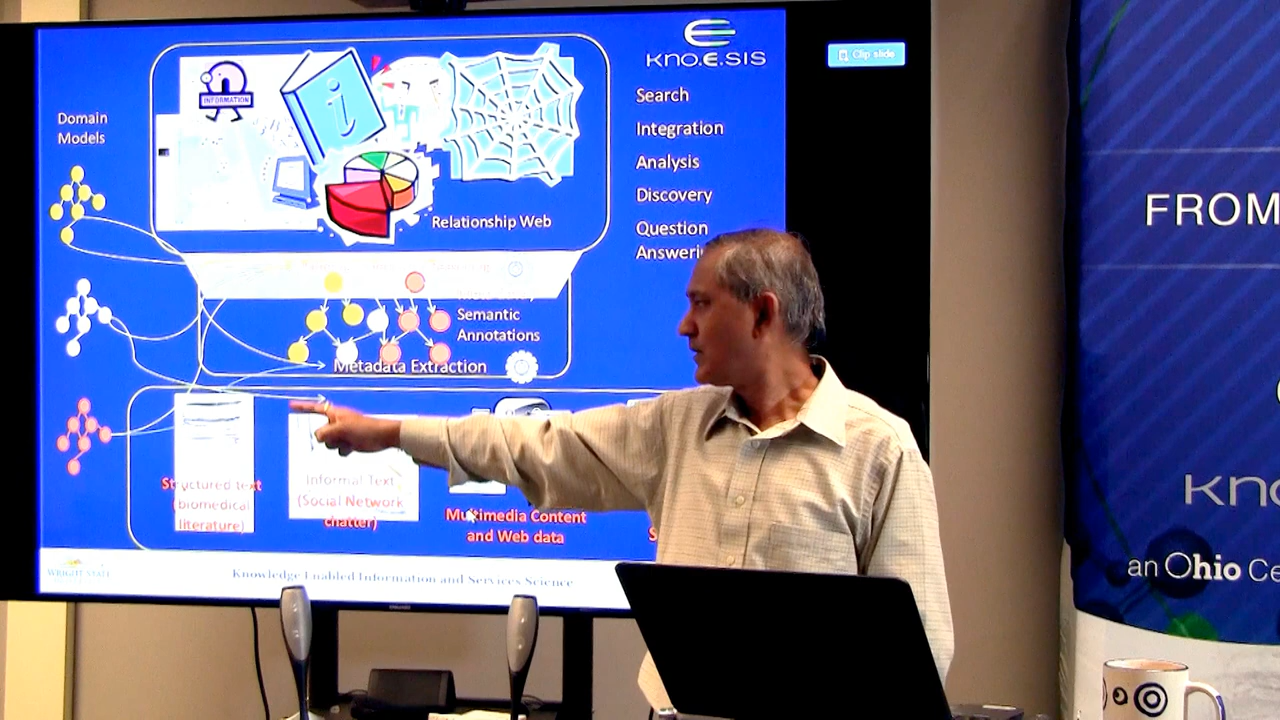 KNO.E.SIS
Clip slide
INFORMATION
i
Domain
Models
Search
Integration
Analysis
Discovery
Question
Answeri
Relationship Web
Semantic
Annotations
Metadata Extraction
Structured text
(biomedical
literature)
Informal Text
(Social Network
chatter)
Multimedia Content
and Web data
S
WRIGHT STATE
Knowledge Enabled Information and Services Science
FROM
kno
an Ohio Ce